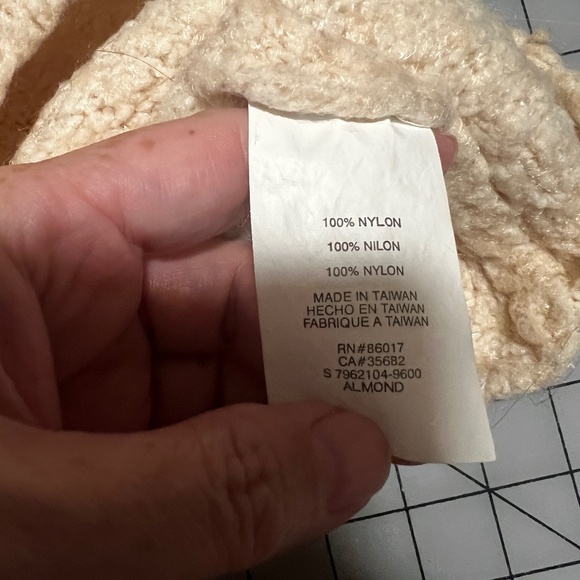 100% NYLON
100% NILON
100% NYLON
MADE IN TAIWAN
HECHO EN TAIWAN
FABRIQUE A TAIWAN
RN#86017
CA#35682
S 7962104-9600
ALMOND